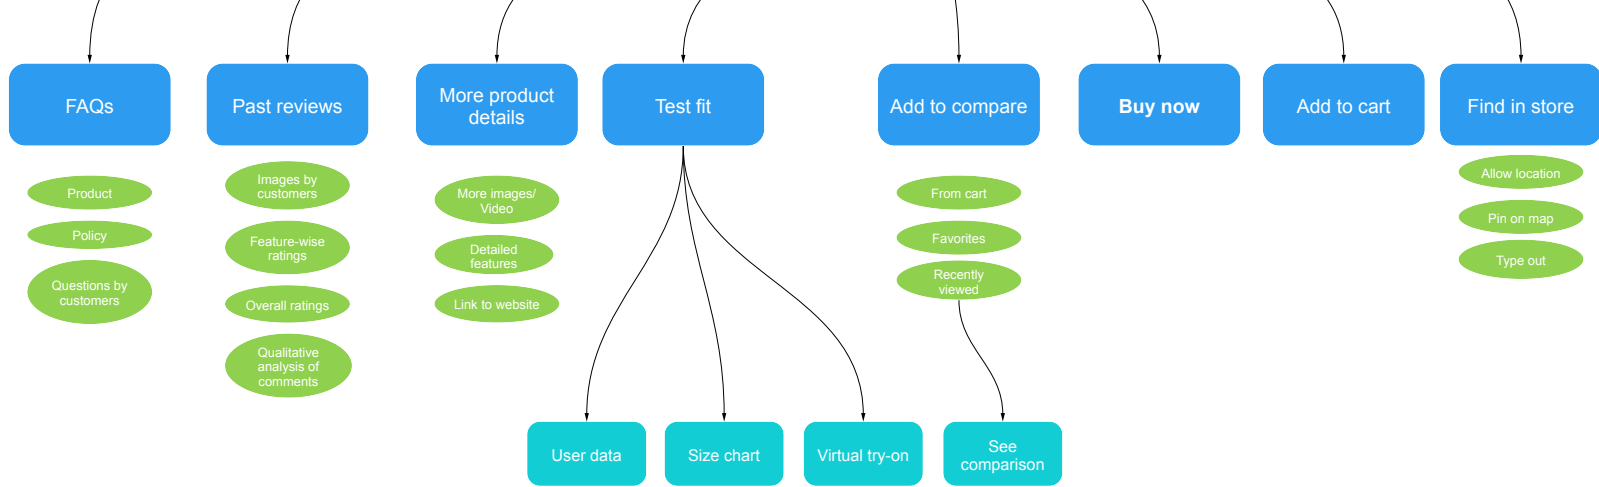 FAQs
Past reviews
More product
details
Test fit
Add to compare
Buy now
Add to cart
Find in store
Product
Policy
Questions by
customers
Images by
customers
Feature-wise
ratings
Overall ratings
Qualitative
analysis of
comments
More images/
Video
Detailed
features
Link to website
From cart
Favorites
Recently
viewed
Allow location
Pin on map
Type out
User data
Size chart
Virtual try-on
See
comparison